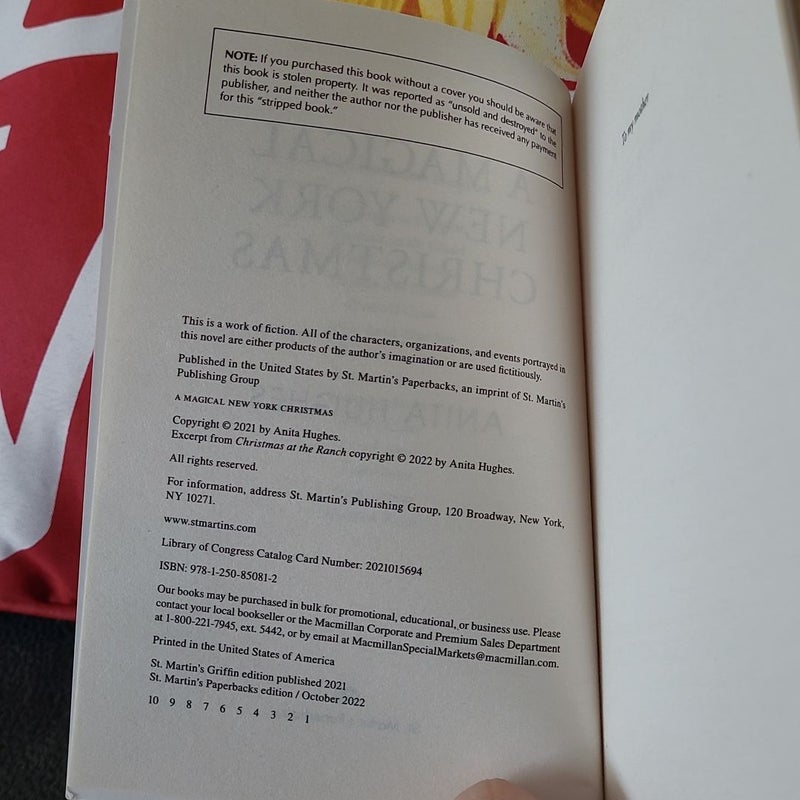 NOTE: If you purchased this book without a cover you should be aware that
this book is stolen property. It was reported as "unsold and destroyed" to the
publisher, and neither the author nor the publisher has received any payment
for this "stripped book."
A MAGICAL
NEW YORK
CHRISTMAS
This is a work of fiction. All of the characters, organizations, and events portrayed in
this novel are either products of the author's imagination or are used fictitiously.
Published in the United States by St. Martin's Paperbacks, an imprint of St. Martin's
Publishing Group
ANITA HUGHES
A MAGICAL NEW YORK CHRISTMAS
Copyright © 2021 by Anita Hughes.
Excerpt from Christmas at the Ranch copyright © 2022 by Anita Hughes.
All rights reserved.
For information, address St. Martin's Publishing Group, 120 Broadway, New York,
NY 10271.
www.stmartins.com
Library of Congress Catalog Card Number: 2021015694
ISBN: 978-1-250-85081-2
Our books may be purchased in bulk for promotional, educational, or business use. Please
contact your local bookseller or the Macmillan Corporate and Premium Sales Department
at 1-800-221-7945, ext. 5442, or by email at MacmillanSpecialMarkets@macmillan.com.
Printed in the United States of America
St. Martin's Griffin edition published 2021
St. Martin's Paperbacks edition / October 2022
10 9 8 7 6 5 4 3 2 1
To my mother